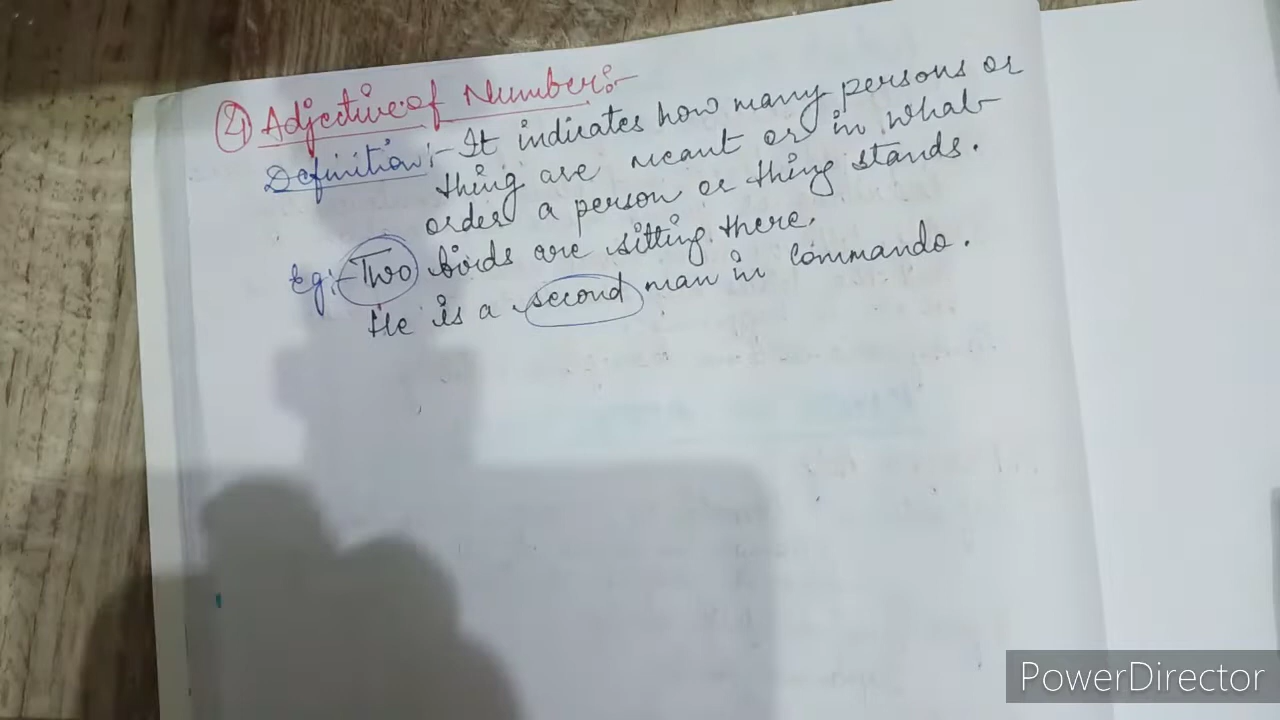 ④ Adjective of Number:-
Definition:- It indicates how many persons or
thing are meant or in what
order a person or thing stands.
Eg:- Two birds are sitting there.
He is a second man in commando.
PowerDirector